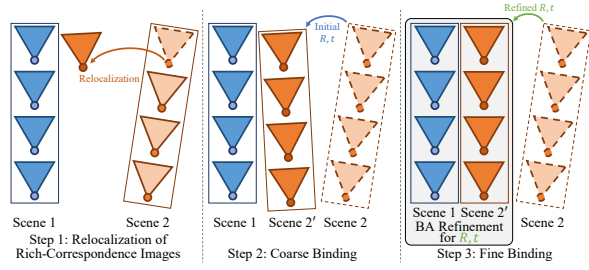 Relocalization
Scene 1
Scene 2
Step 1: Relocalization of
Rich-Correspondence Images
Initial
R, t
Scene 1
Scene 2′
Scene 2
Step 2: Coarse Binding
Refined R, t
Scene 1
Scene 2′
BA Refinement
for R, t
Scene 2
Step 3: Fine Binding